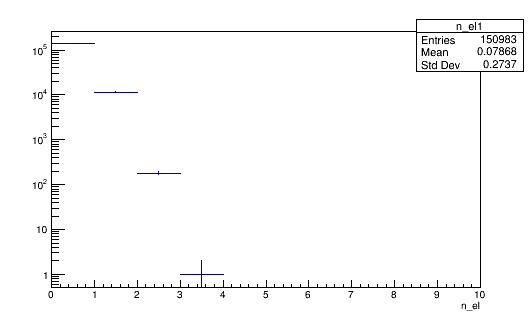 n_el1
Entries 150983
Mean 0.07868
Std Dev 0.2737
10^5
10^4
10^3
10^2
10
1
0 1 2 3 4 5 6 7 8 9 10
n_el